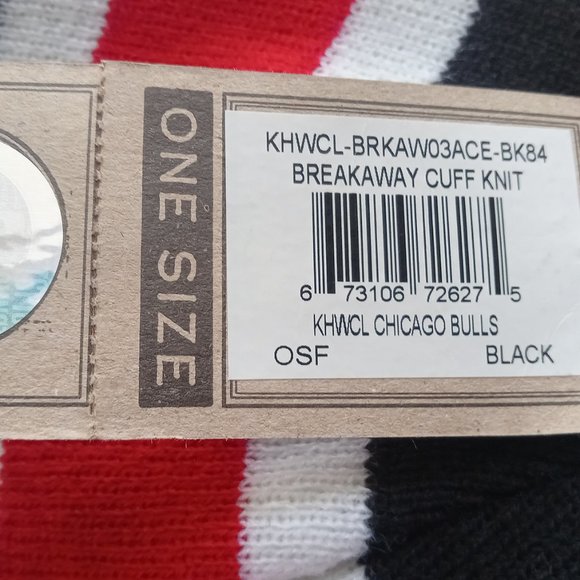 ONE SIZE
KHWCL-BRKAW03ACE-BK84
BREAKAWAY CUFF KNIT
6 73106 72627 5
KHWCL CHICAGO BULLS
OSF BLACK